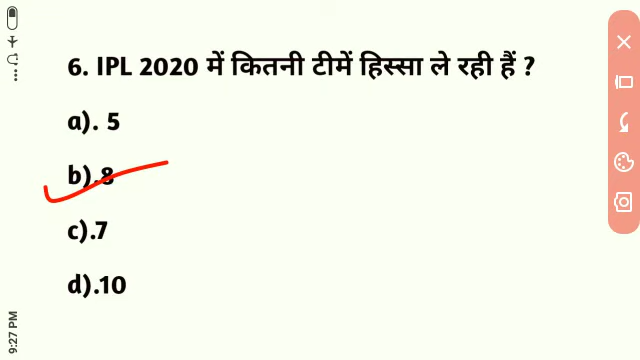 6. IPL 2020 में कितनी टीमें हिस्सा ले रही हैं ?
a). 5
b).8
c).7
d).10
9:27 PM